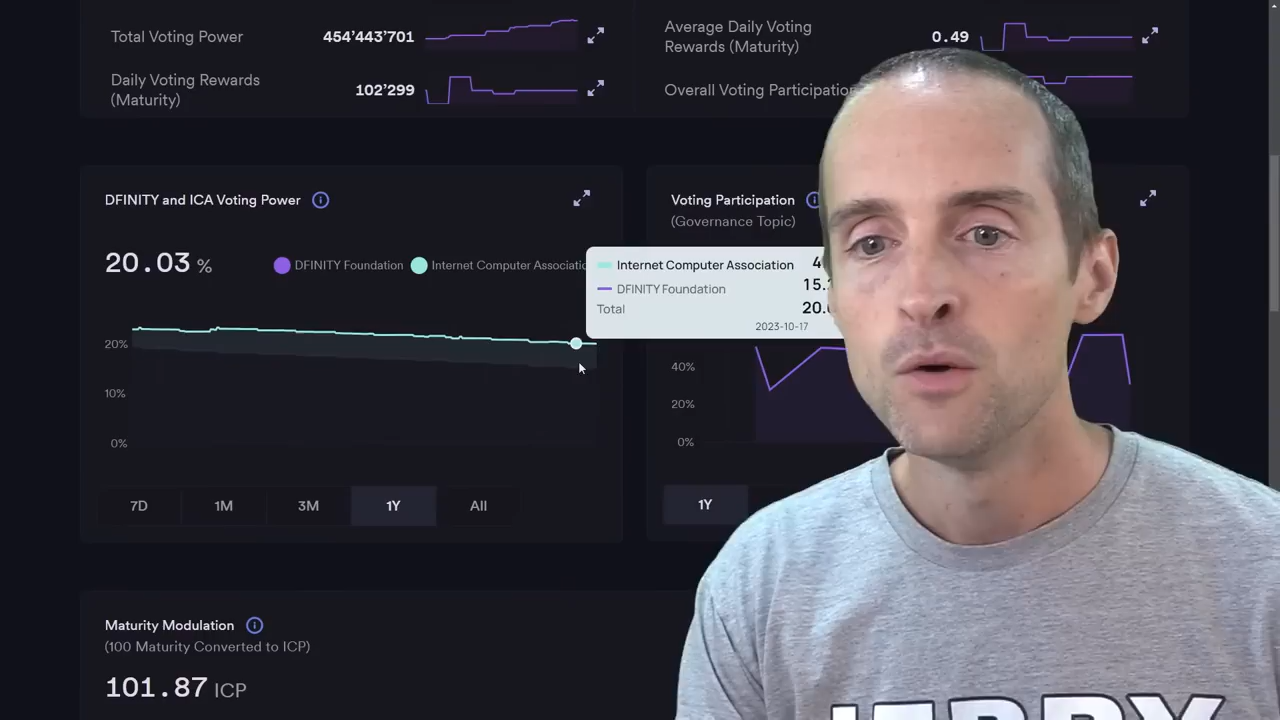 Total Voting Power 454'443'701
Average Daily Voting
Rewards (Maturity) 0.49
Daily Voting Rewards
(Maturity) 102'299
Overall Voting Participation
DFINITY and ICA Voting Power
20.03 %
DFINITY Foundation
Internet Computer
20%
10%
0%
7D 1M 3M 1Y All
Voting Participation
(Governance Topic)
Internet Computer Association
DFINITY Foundation 15.
Total 20.
2023-10-17
40%
20%
0%
1Y
Maturity Modulation
(100 Maturity Converted to ICP)
101.87 ICP